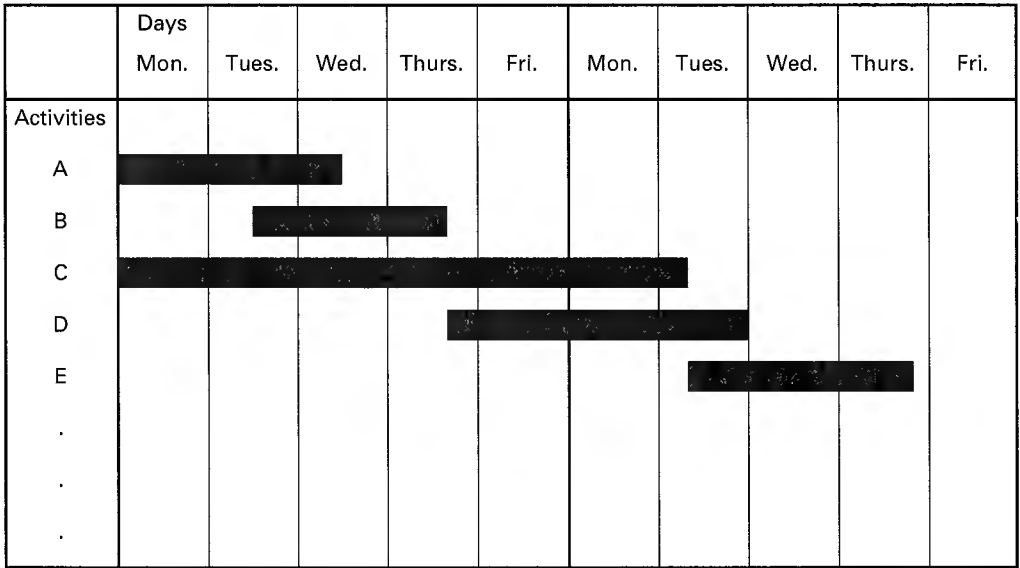 Days
Mon. Tues. Wed. Thurs. Fri. Mon. Tues. Wed. Thurs. Fri.
Activities
A
B
C
D
E
.
.
.